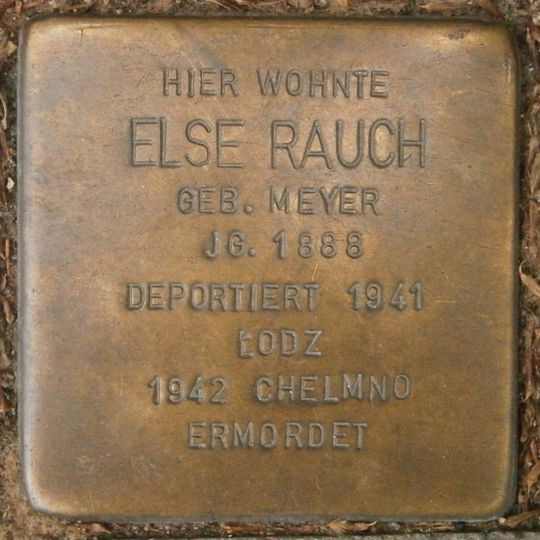 HIER WOHNTE
ELSE RAUCH
GEB. MEYER
JG. 1888
DEPORTIERT 1941
ŁODZ
1942 CHELMNO
ERMORDET